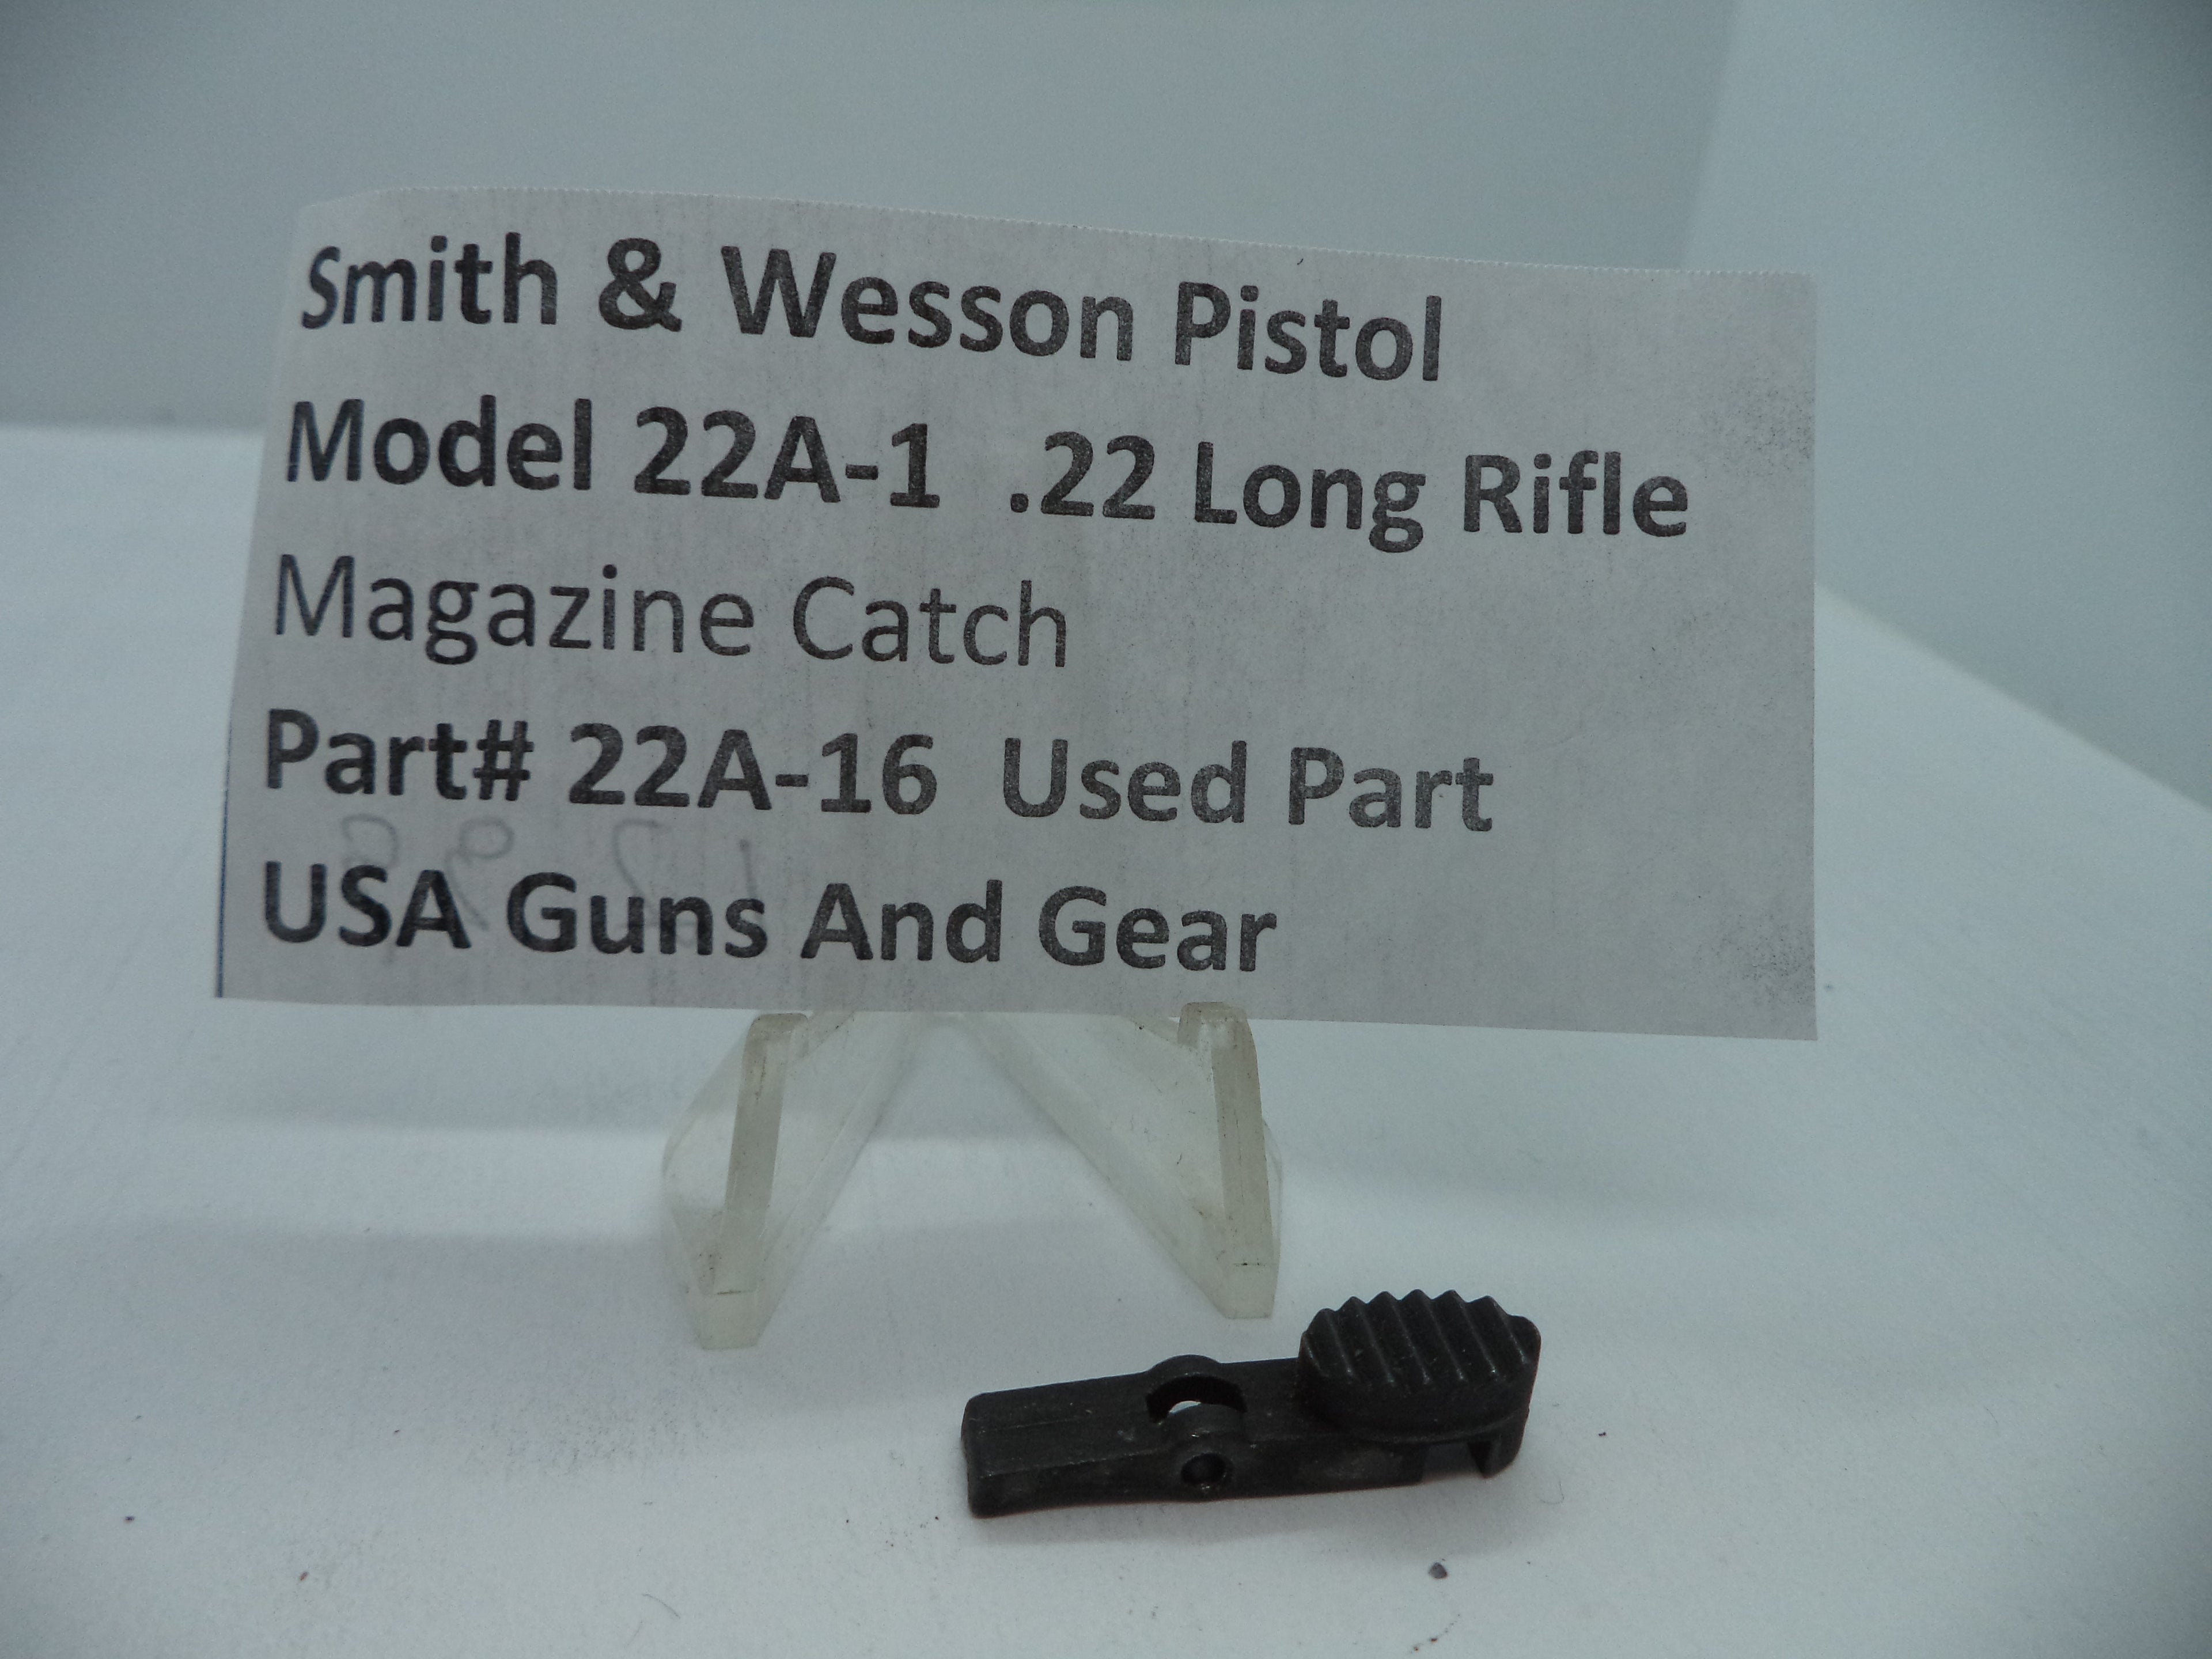 Smith & Wesson Pistol
Model 22A-1 .22 Long Rifle
Magazine Catch
Part# 22A-16 Used Part
USA Guns And Gear